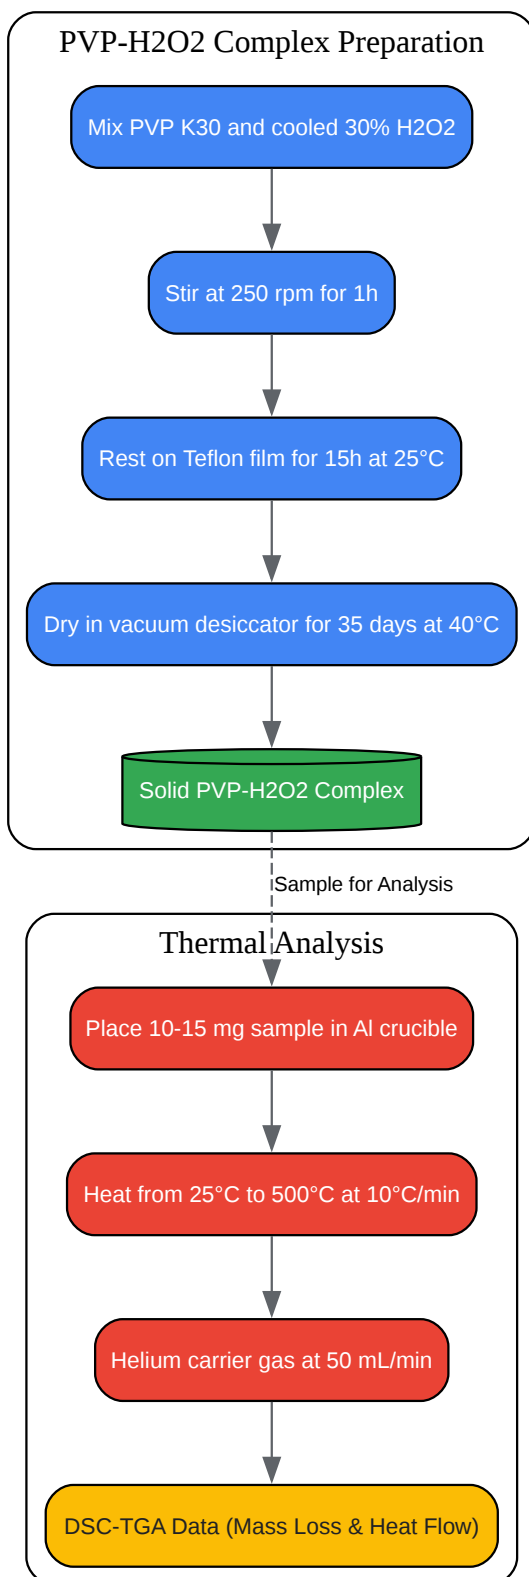 PVP-H2O2 Complex Preparation
Mix PVP K30 and cooled 30% H2O2
Stir at 250 rpm for 1h
Rest on Teflon film for 15h at 25°C
Dry in vacuum desiccator for 35 days at 40°C
Solid PVP-H2O2 Complex
Sample for Analysis
Thermal Analysis
Place 10-15 mg sample in Al crucible
Heat from 25°C to 500°C at 10°C/min
Helium carrier gas at 50 mL/min
DSC-TGA Data (Mass Loss & Heat Flow)